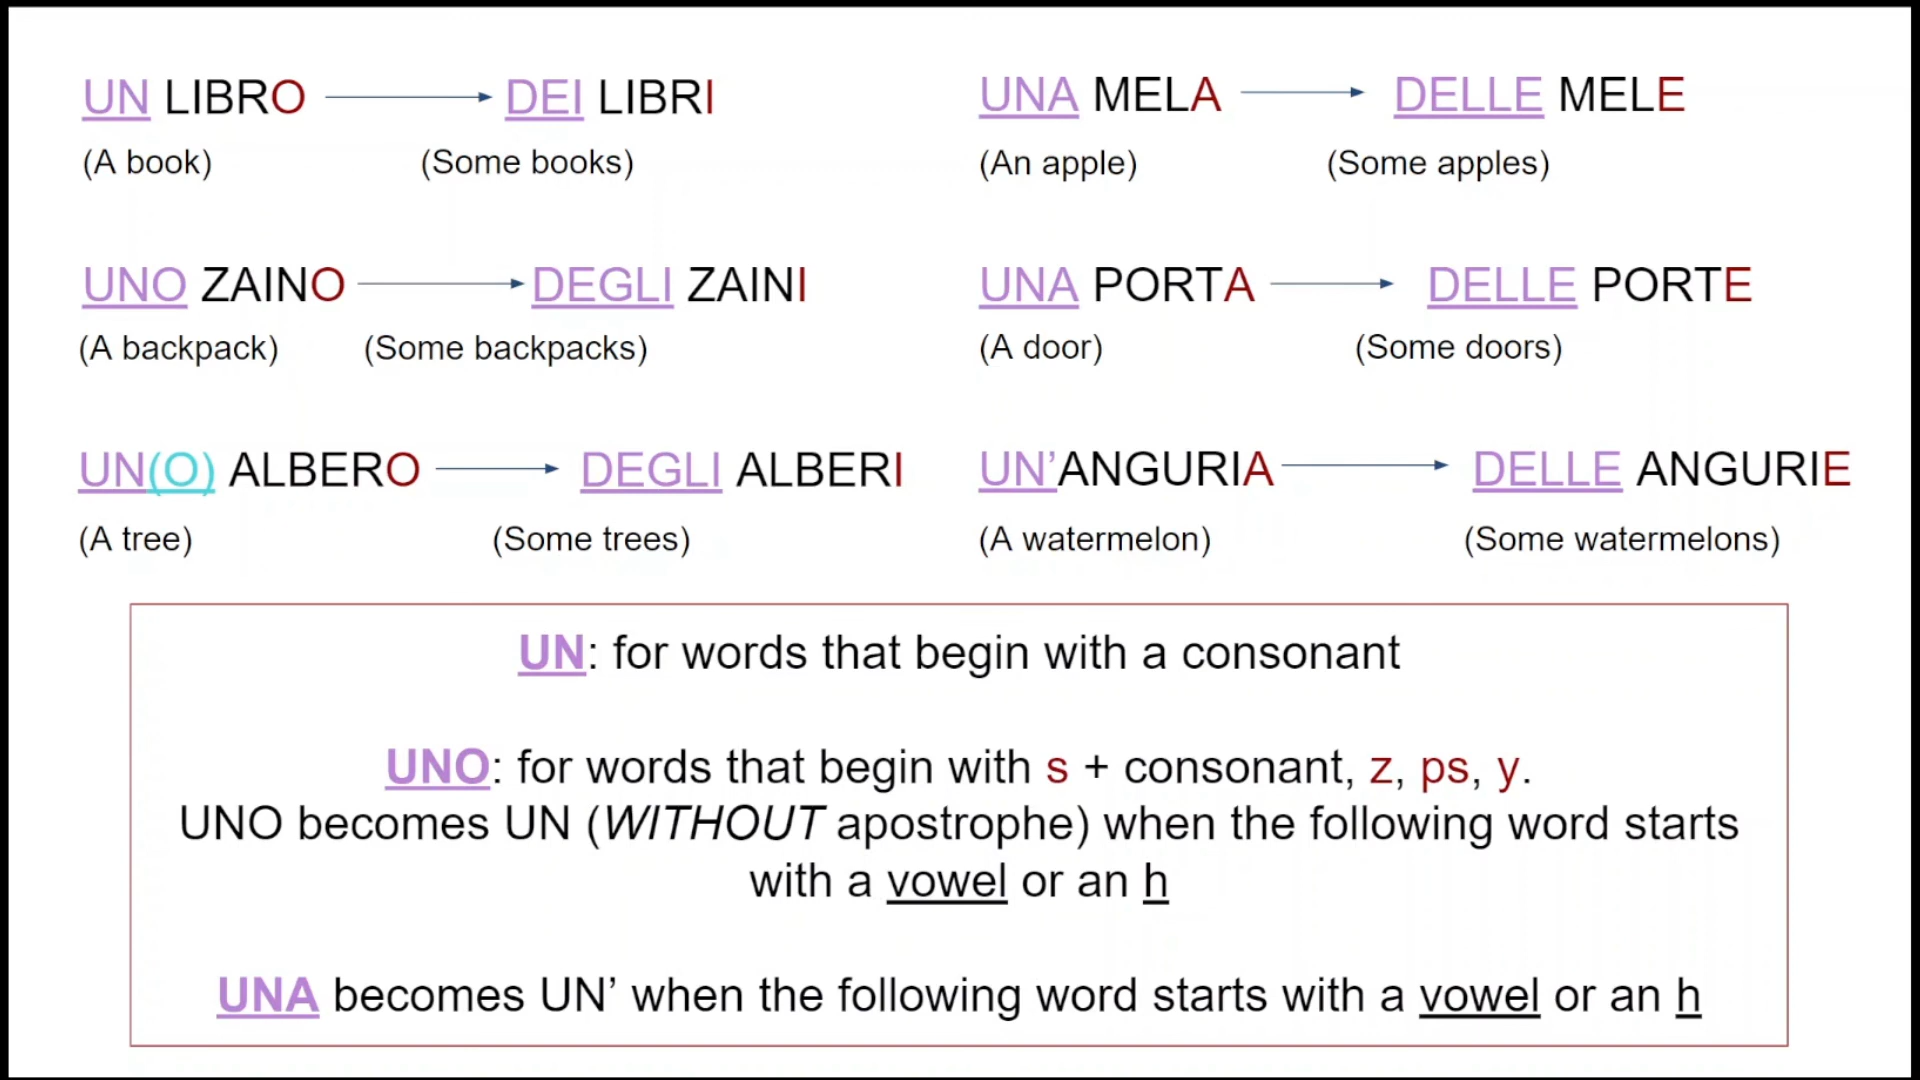 UN LIBRO DEI LIBRI
(A book) (Some books)
UNA MELA DELLE MELE
(An apple) (Some apples)
UNO ZAINO DEGLI ZAINI
(A backpack) (Some backpacks)
UNA PORTA DELLE PORTE
(A door) (Some doors)
UN(O) ALBERO DEGLI ALBERI
(A tree) (Some trees)
UN’ANGURIA DELLE ANGURIE
(A watermelon) (Some watermelons)
UN: for words that begin with a consonant
UNO: for words that begin with s + consonant, z, ps, y.
UNO becomes UN (WITHOUT apostrophe) when the following word starts
with a vowel or an h
UNA becomes UN’ when the following word starts with a vowel or an h